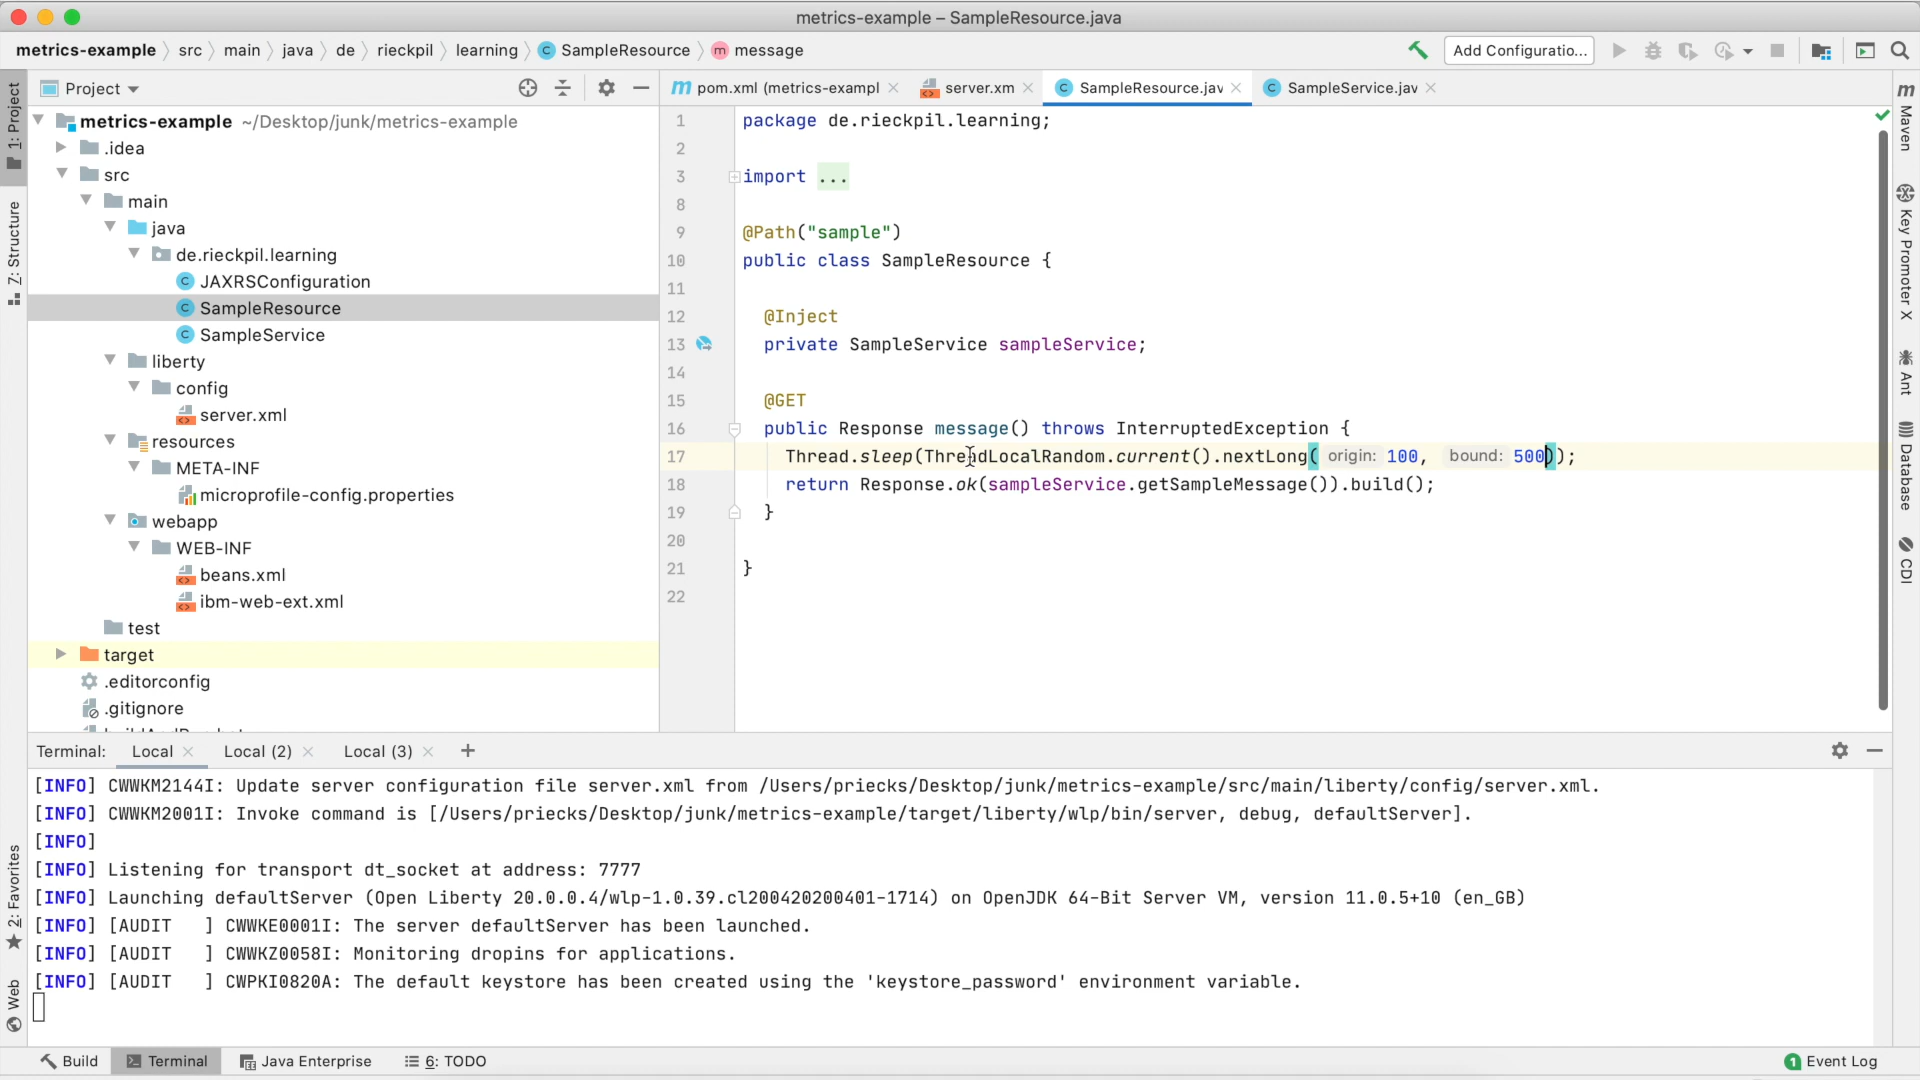 metrics-example – SampleResource.java
metrics-example src main java de rieckpil learning SampleResource message
Add Configuratio...
Project
pom.xml (metrics-exampl
server.xm
SampleResource.jav
SampleService.jav
1: Project
Z: Structure
2: Favorites
Web
metrics-example ~/Desktop/junk/metrics-example
.idea
src
main
java
de.rieckpil.learning
JAXRSConfiguration
SampleResource
SampleService
liberty
config
server.xml
resources
META-INF
microprofile-config.properties
webapp
WEB-INF
beans.xml
ibm-web-ext.xml
test
target
.editorconfig
.gitignore
1 package de.rieckpil.learning;
2
3 import ...
8
9 @Path("sample")
10 public class SampleResource {
11
12 @Inject
13 private SampleService sampleService;
14
15 @GET
16 public Response message() throws InterruptedException {
17 Thread.sleep(ThreadLocalRandom.current().nextLong( origin: 100, bound: 500));
18 return Response.ok(sampleService.getSampleMessage()).build();
19 }
20
21 }
22
Maven
Key Promoter X
Ant
Database
CDI
Terminal: Local Local (2) Local (3)
[INFO] CWWKM2144I: Update server configuration file server.xml from /Users/priecks/Desktop/junk/metrics-example/src/main/liberty/config/server.xml.
[INFO] CWWKM2001I: Invoke command is [/Users/priecks/Desktop/junk/metrics-example/target/liberty/wlp/bin/server, debug, defaultServer].
[INFO]
[INFO] Listening for transport dt_socket at address: 7777
[INFO] Launching defaultServer (Open Liberty 20.0.0.4/wlp-1.0.39.cl200420200401-1714) on OpenJDK 64-Bit Server VM, version 11.0.5+10 (en_GB)
[INFO] [AUDIT ] CWWKE0001I: The server defaultServer has been launched.
[INFO] [AUDIT ] CWWKZ0058I: Monitoring dropins for applications.
[INFO] [AUDIT ] CWPKI0820A: The default keystore has been created using the 'keystore_password' environment variable.
Build Terminal Java Enterprise 6: TODO
1 Event Log